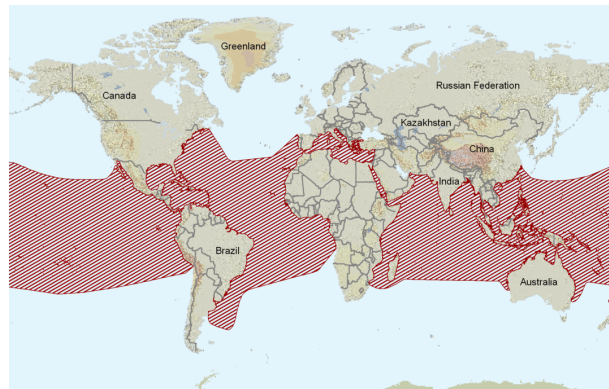 Greenland
Canada
Russian Federation
Kazakhstan
China
India
Brazil
Australia